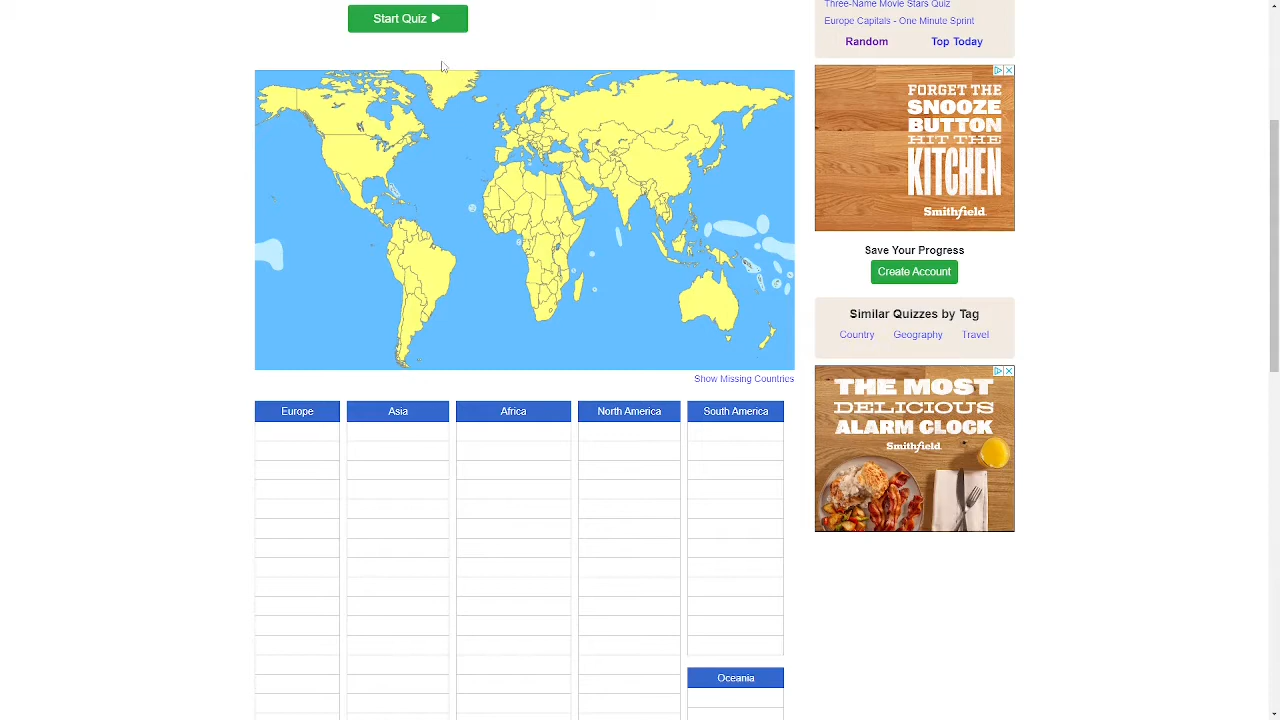 Three-Name Movie Stars Quiz
Start Quiz
Europe Capitals - One Minute Sprint
Random
Top Today
FORGET THE
SNOOZE
BUTTON
HIT THE
KITCHEN
Smithfield
Save Your Progress
Create Account
Similar Quizzes by Tag
Country
Geography
Travel
Show Missing Countries
THE MOST
DELICIOUS
ALARM CLOCK
Smithfield
Europe
Asia
Africa
North America
South America
Oceania